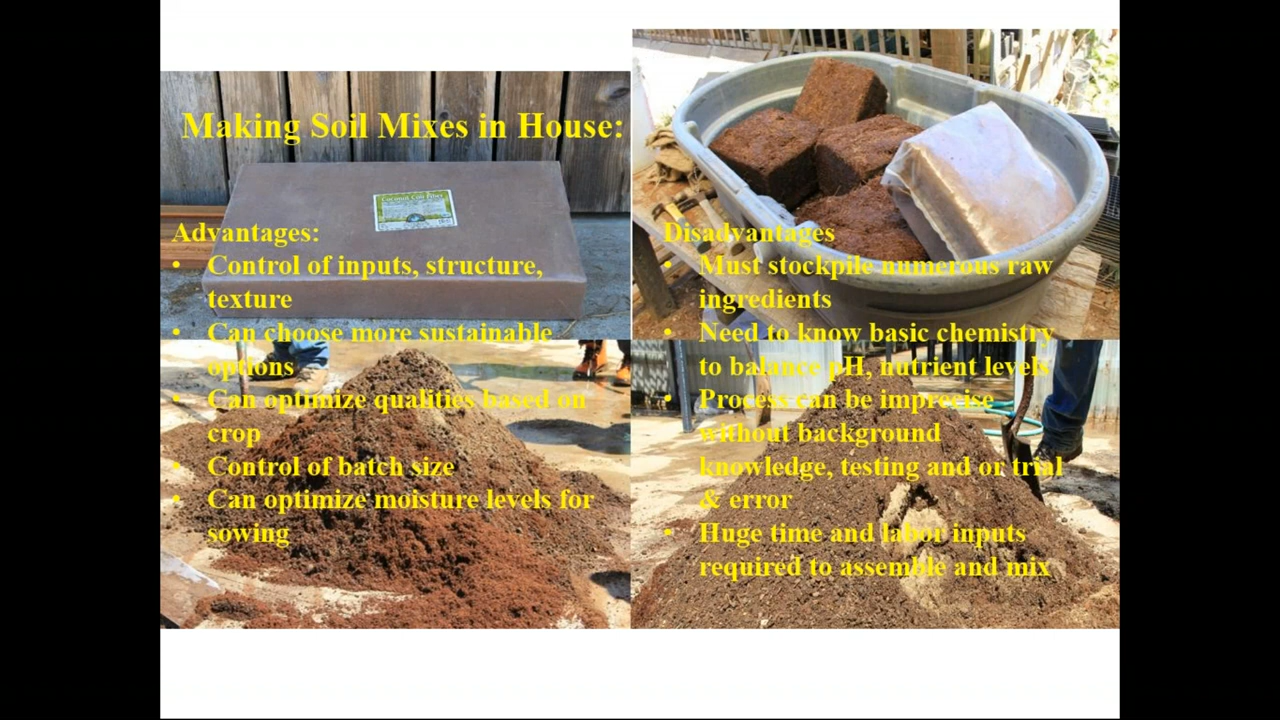 Making Soil Mixes in House:
Coconut Coir Fiber
Advantages:
• Control of inputs, structure,
texture
• Can choose more sustainable
options
• Can optimize qualities based on
crop
• Control of batch size
• Can optimize moisture levels for
sowing
Disadvantages
• Must stockpile numerous raw
ingredients
• Need to know basic chemistry
to balance pH, nutrient levels
• Process can be imprecise
without background
knowledge, testing and or trial
& error
• Huge time and labor inputs
required to assemble and mix